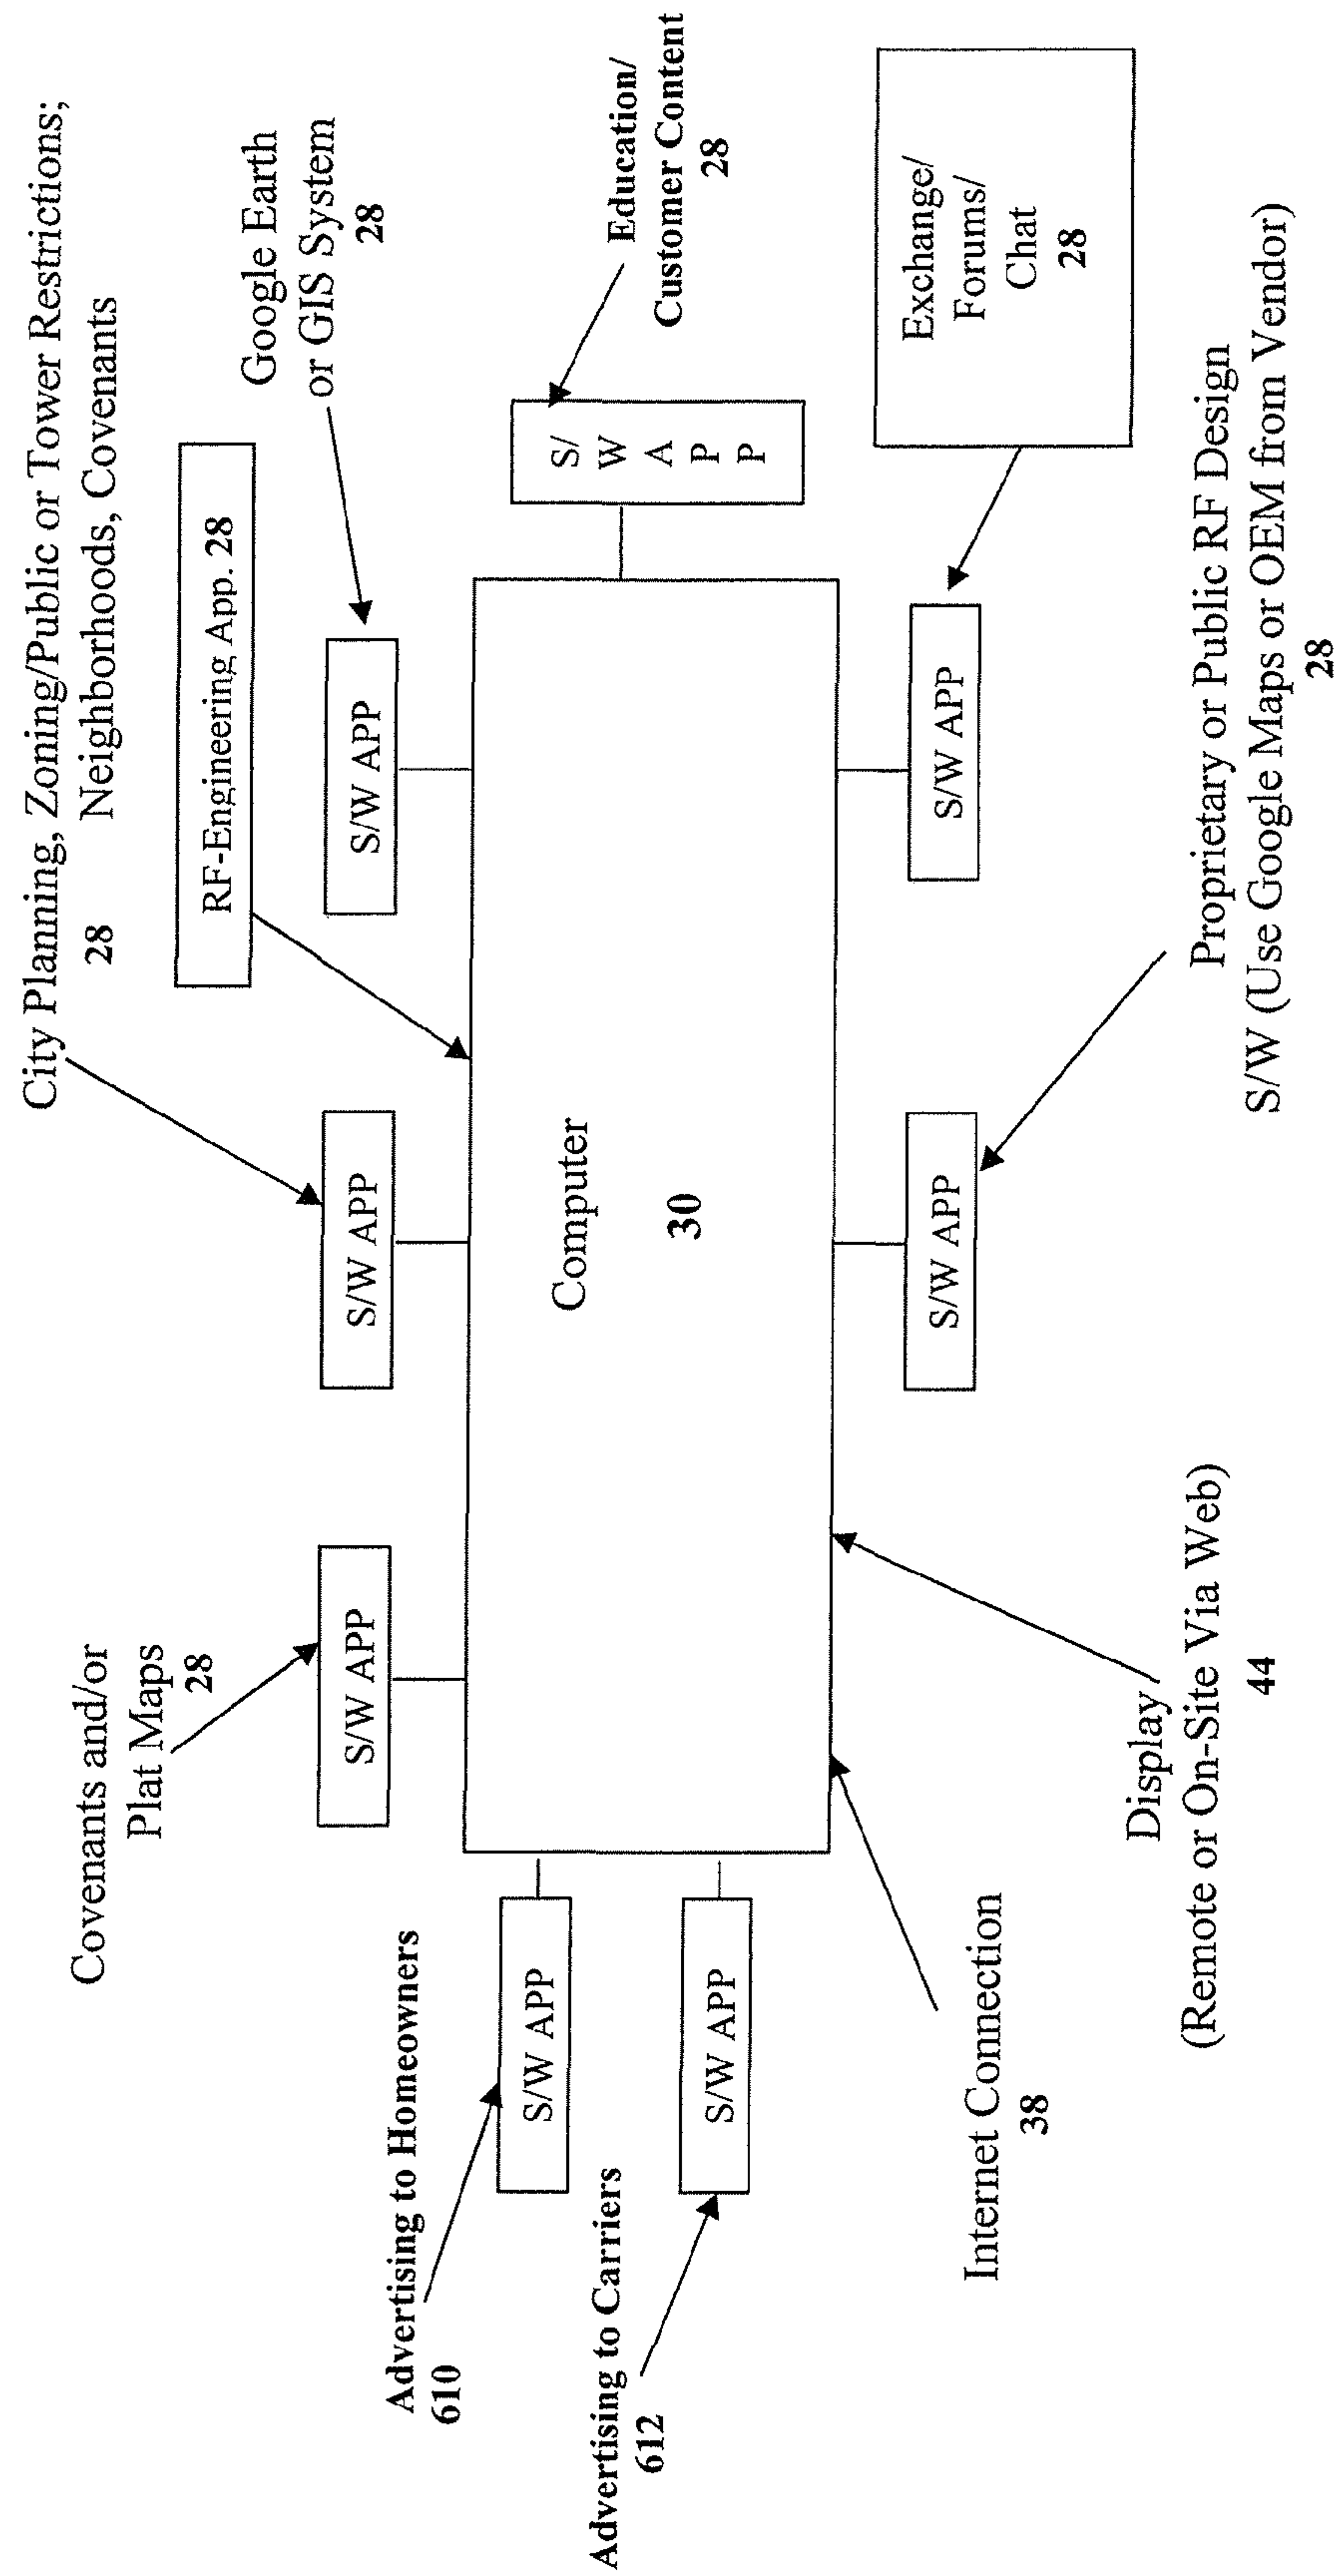 City Planning, Zoning/Public or Tower Restrictions;
28 Neighborhoods, Covenants
Covenants and/or
Plat Maps
28
RF-Engineering App. 28
Google Earth
or GIS System
28
S/W APP
S/W APP
S/W APP
Advertising to Homeowners
610
S/W APP
Advertising to Carriers
612
S/W APP
Computer
30
S/
W
A
P
P
Education/
Customer Content
28
S/W APP
S/W APP
Exchange/
Forums/
Chat
28
Internet Connection
38
Display
(Remote or On-Site Via Web)
44
Proprietary or Public RF Design
S/W (Use Google Maps or OEM from Vendor)
28